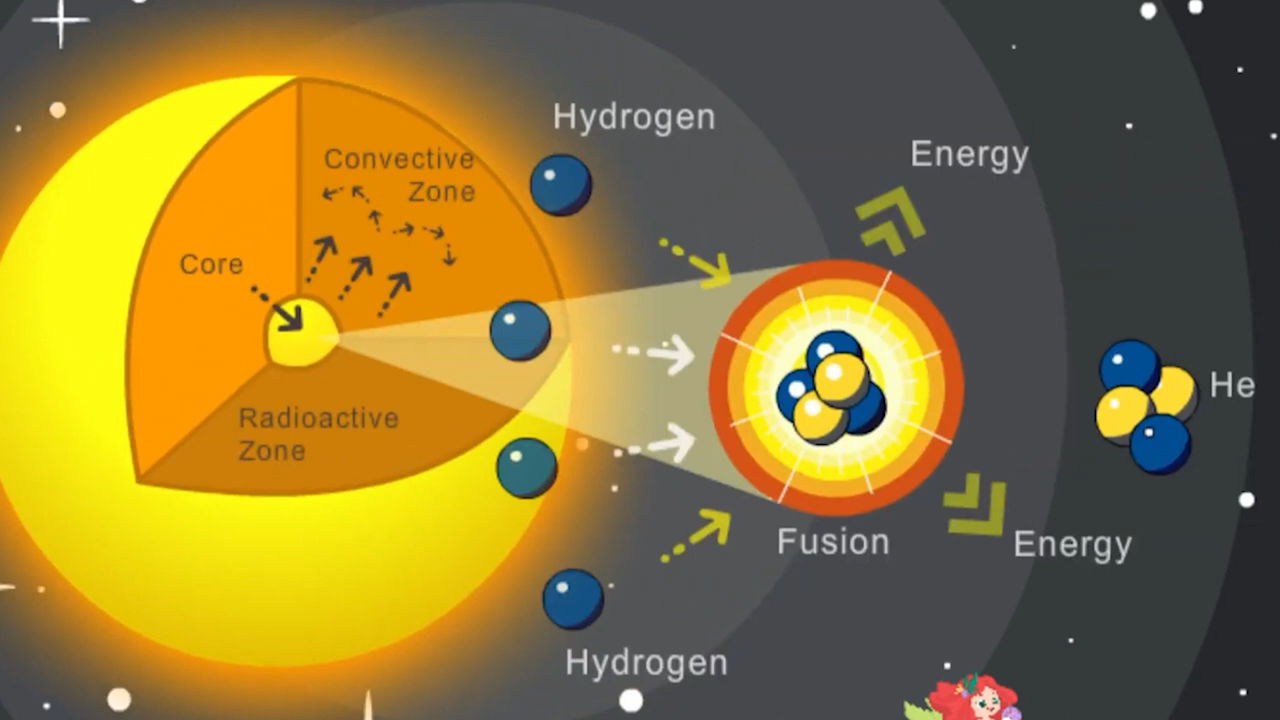 Hydrogen
Energy
Convective
Zone
Core
He
Radioactive
Zone
Fusion
Energy
Hydrogen